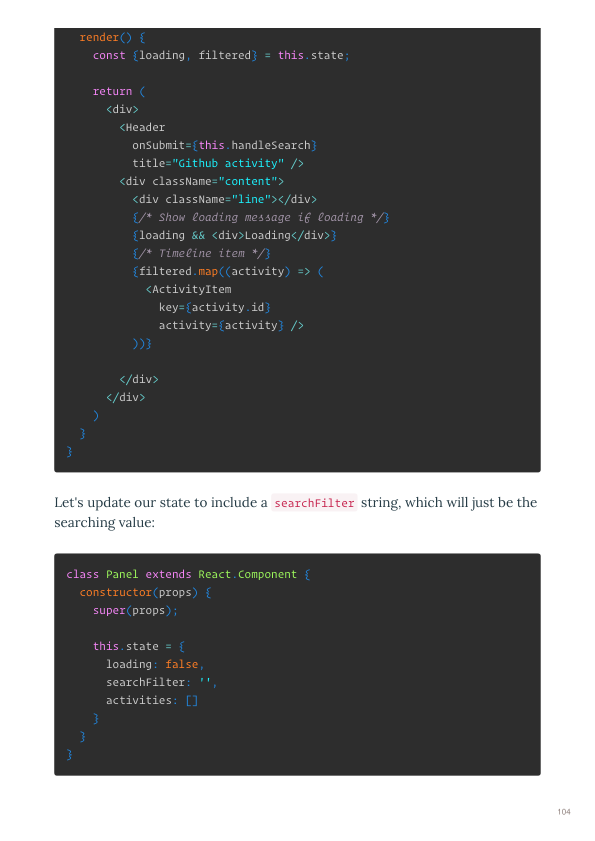 render() {
    const {loading, filtered} = this.state;

    return (
      <div>
        <Header
          onSubmit={this.handleSearch}
          title="Github activity" />
        <div className="content">
          <div className="line"></div>
          {/* Show loading message if loading */}
          {loading && <div>Loading</div>}
          {/* Timeline item */}
          {filtered.map((activity) => (
            <ActivityItem
              key={activity.id}
              activity={activity} />
          ))}

        </div>
      </div>
    )
  }
}
Let's update our state to include a searchFilter string, which will just be the
searching value:
class Panel extends React.Component {
  constructor(props) {
    super(props);

    this.state = {
      loading: false,
      searchFilter: '',
      activities: []
    }
  }
}
104